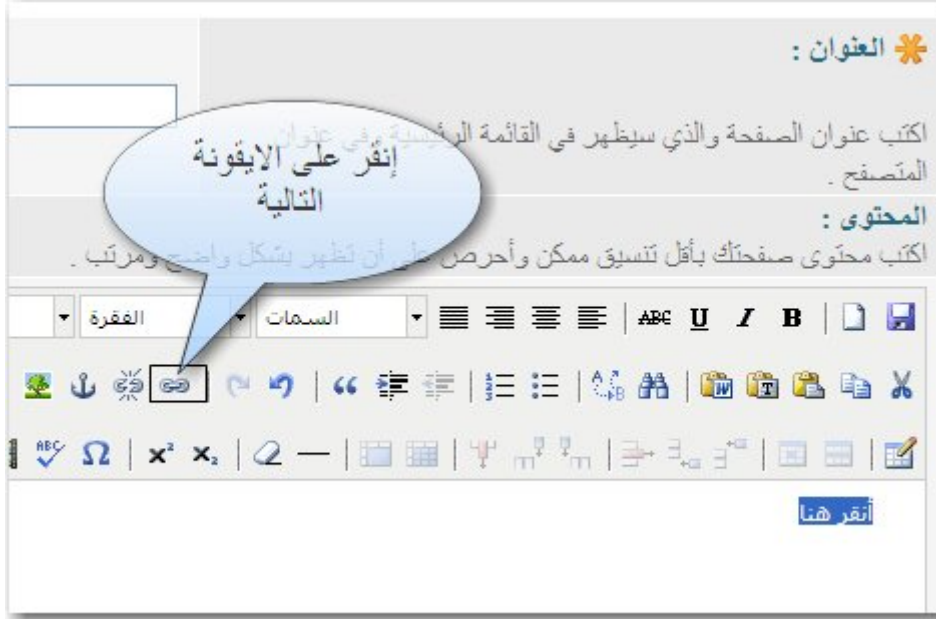 العنوان :
اكتب عنوان الصفحة والذي سيظهر في القائمة الرئيسية وفي عنوان
المتصفح .
إنقر على الايقونة
التالية
المحتوى :
اكتب محتوى صفحتك بأقل تنسيق ممكن وأحرص على أن تظهر بشكل واضح ومرتب .
B I U ABC السمات الفقرة
أنقر هنا